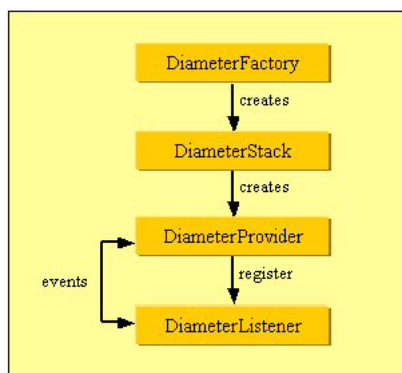 DiameterFactory
creates
DiameterStack
creates
DiameterProvider
register
events
DiameterListener